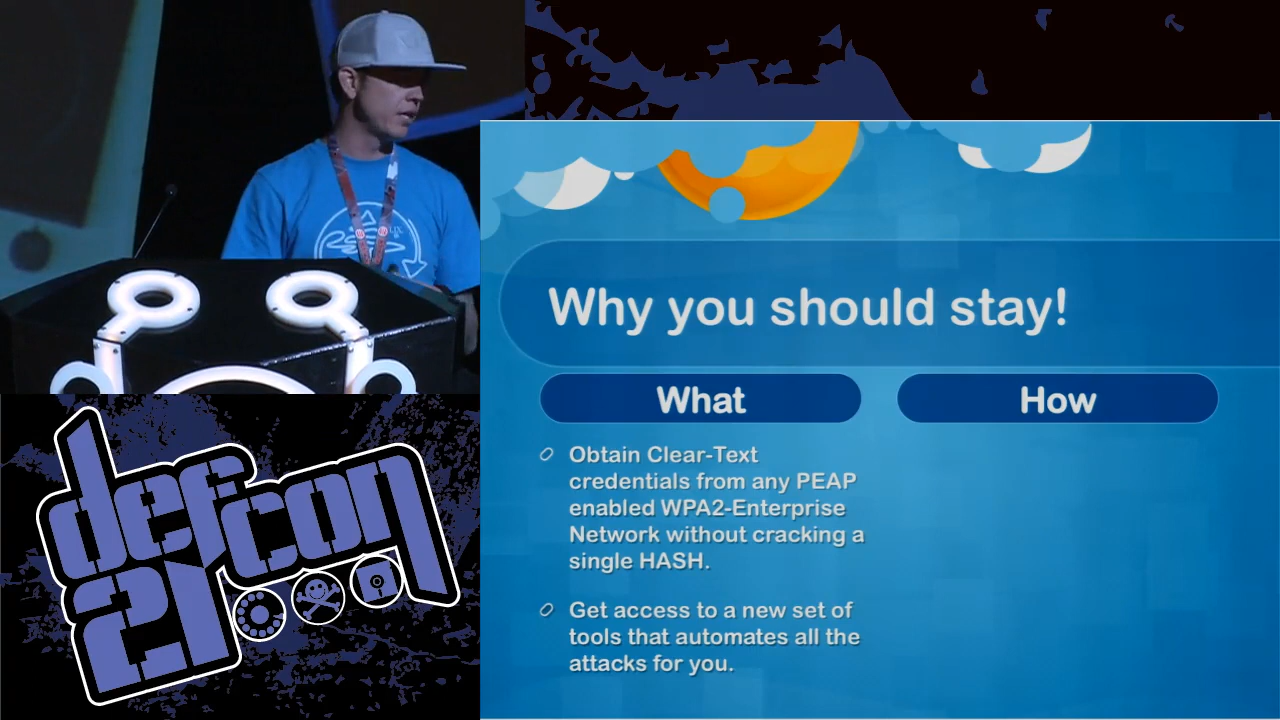 Why you should stay!
What
How
Obtain Clear-Text
credentials from any PEAP
enabled WPA2-Enterprise
Network without cracking a
single HASH.
Get access to a new set of
tools that automates all the
attacks for you.
defcon
21